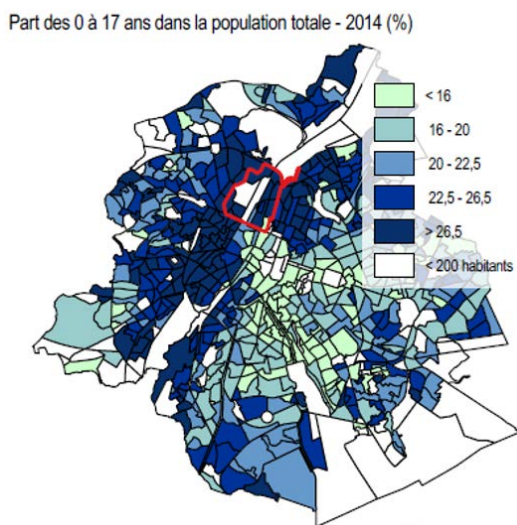 Part des 0 à 17 ans dans la population totale - 2014 (%)
< 16
16 - 20
20 - 22,5
22,5 - 26,5
> 26,5
< 200 habitants